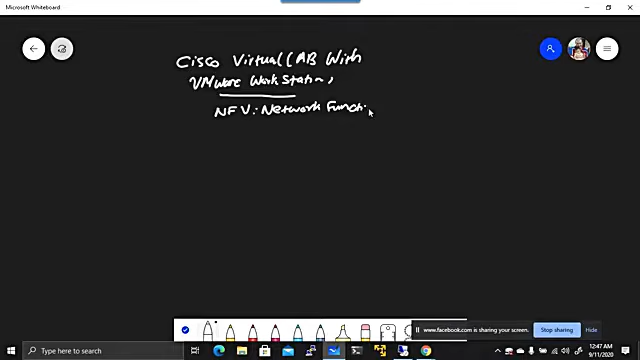 Microsoft Whiteboard
Cisco Virtual LAB With
VMware WorkStation,
NFV: Network Functi
www.facebook.com is sharing your screen.
Stop sharing
Hide
Type here to search
12:47 AM
9/11/2020